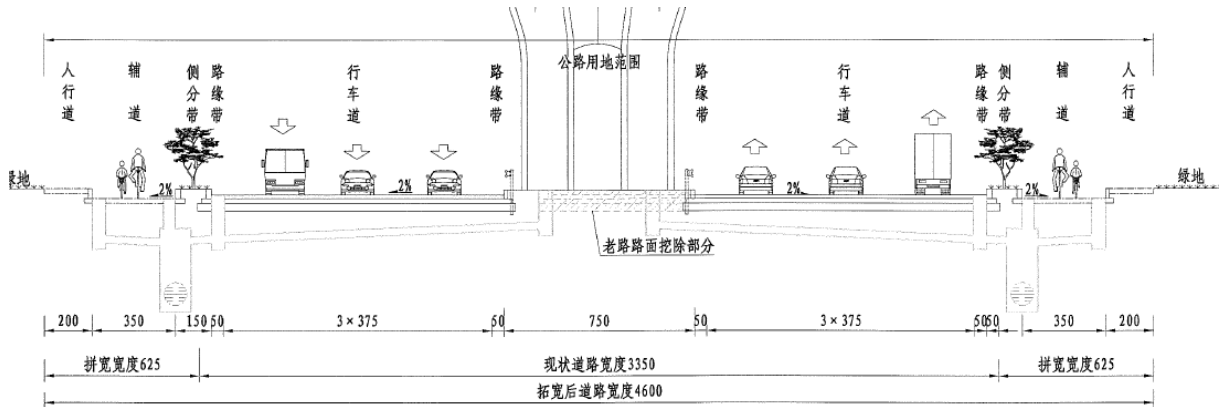 公路用地范围
人行道
辅道
侧分带
路缘带
行车道
路缘带
路缘带
行车道
路缘带
侧分带
辅道
人行道
绿地
2%
2%
2%
2%
绿地
老路路面挖除部分
200 350 150 50 3×375 50 750 50 3×375 50 50 350 200
拼宽宽度625 现状道路宽度3350 拼宽宽度625
拓宽后道路宽度4600